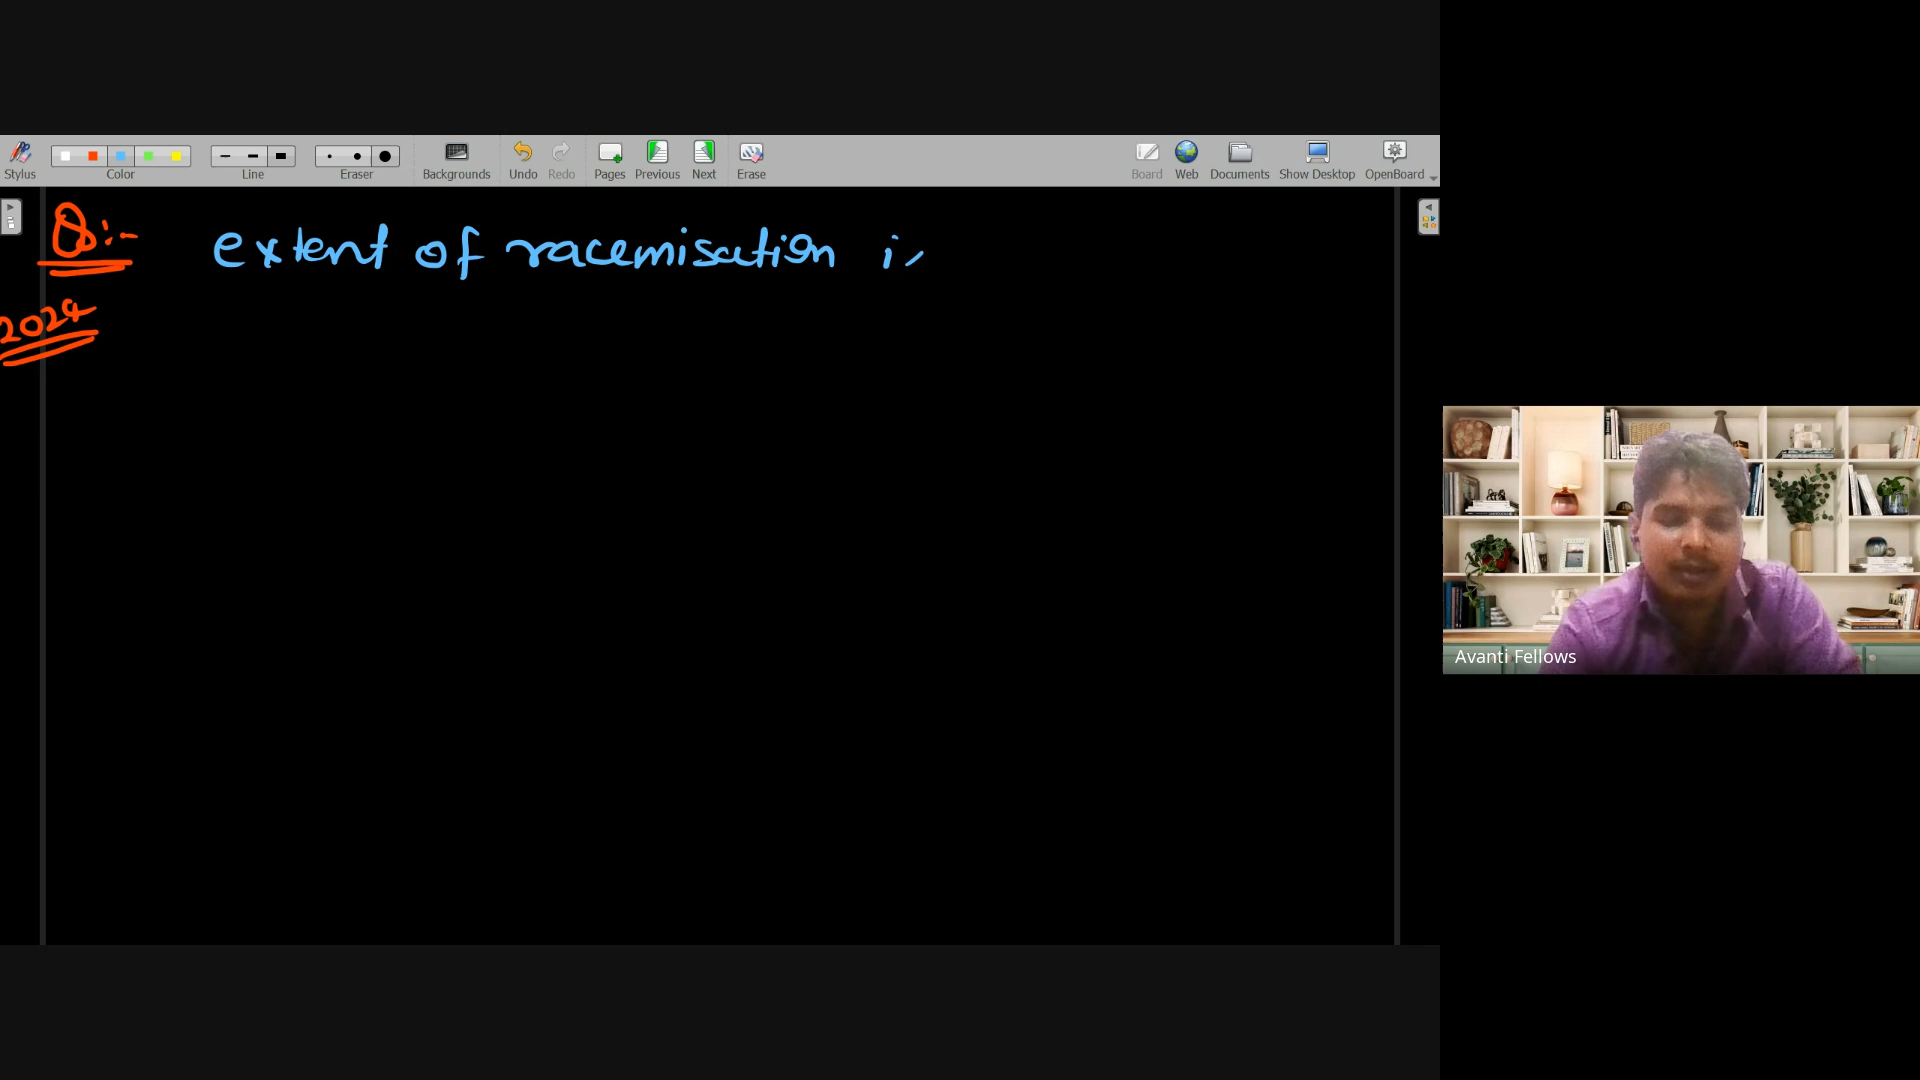 Stylus
Color
Line
Eraser
Backgrounds
Undo
Redo
Pages
Previous
Next
Erase
Board
Web
Documents
Show Desktop
OpenBoard
Q:-
extent of racemisation
2024
Avanti Fellows